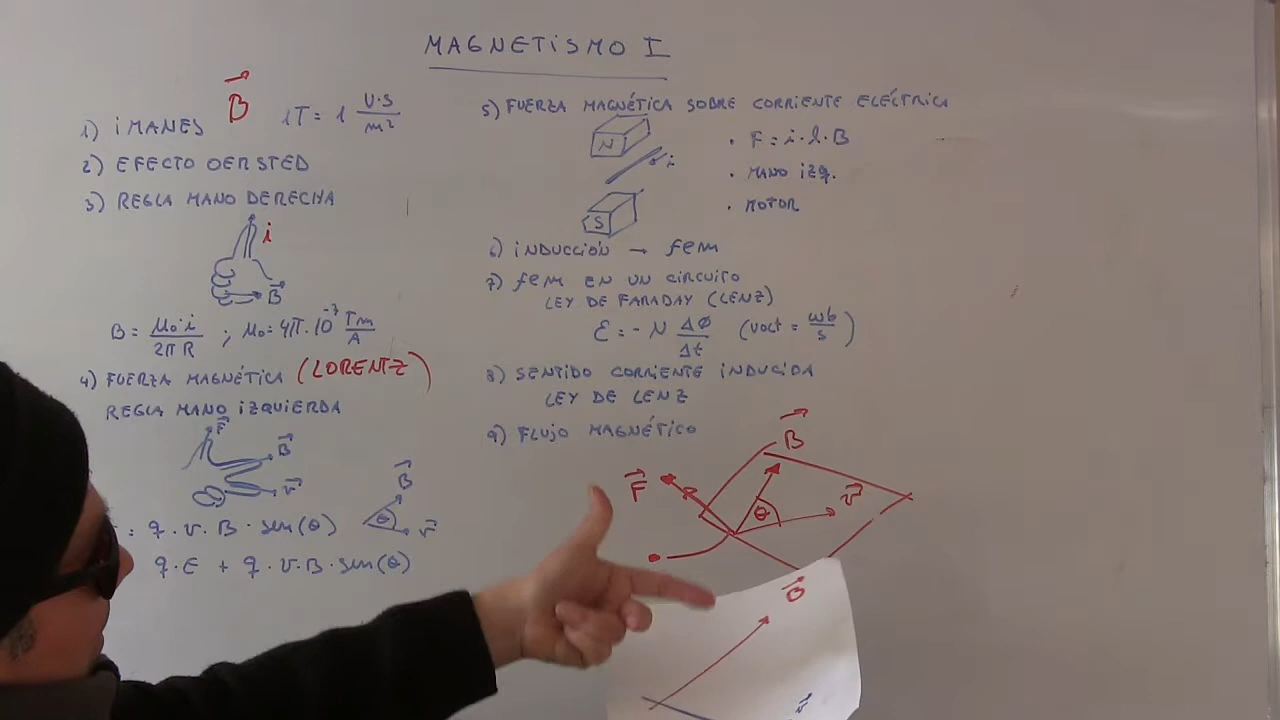 MAGNETISMO I
1) IMANES B 1T = 1 V·S/m²
2) EFECTO OERSTED
3) REGLA MANO DERECHA
i
B
B = μ₀·i/2πR ; μ₀ = 4π·10⁻⁷ Tm/A
4) FUERZA MAGNÉTICA (LORENTZ)
REGLA MANO IZQUIERDA
F
B
v
B
θ
v
= q·v·B·sen(θ)
q·E + q·v·B·sen(θ)
5) FUERZA MAGNÉTICA SOBRE CORRIENTE ELÉCTRICA
N
i
S
· F = i·l·B
· MANO IZQ.
· MOTOR
6) INDUCCIÓN → fem
7) fem EN UN CIRCUITO
LEY DE FARADAY (LENZ)
ε = - N Δφ/Δt (VOLT = wb/s)
8) SENTIDO CORRIENTE INDUCIDA
LEY DE LENZ
9) FLUJO MAGNÉTICO
B
F
θ
v
B
v